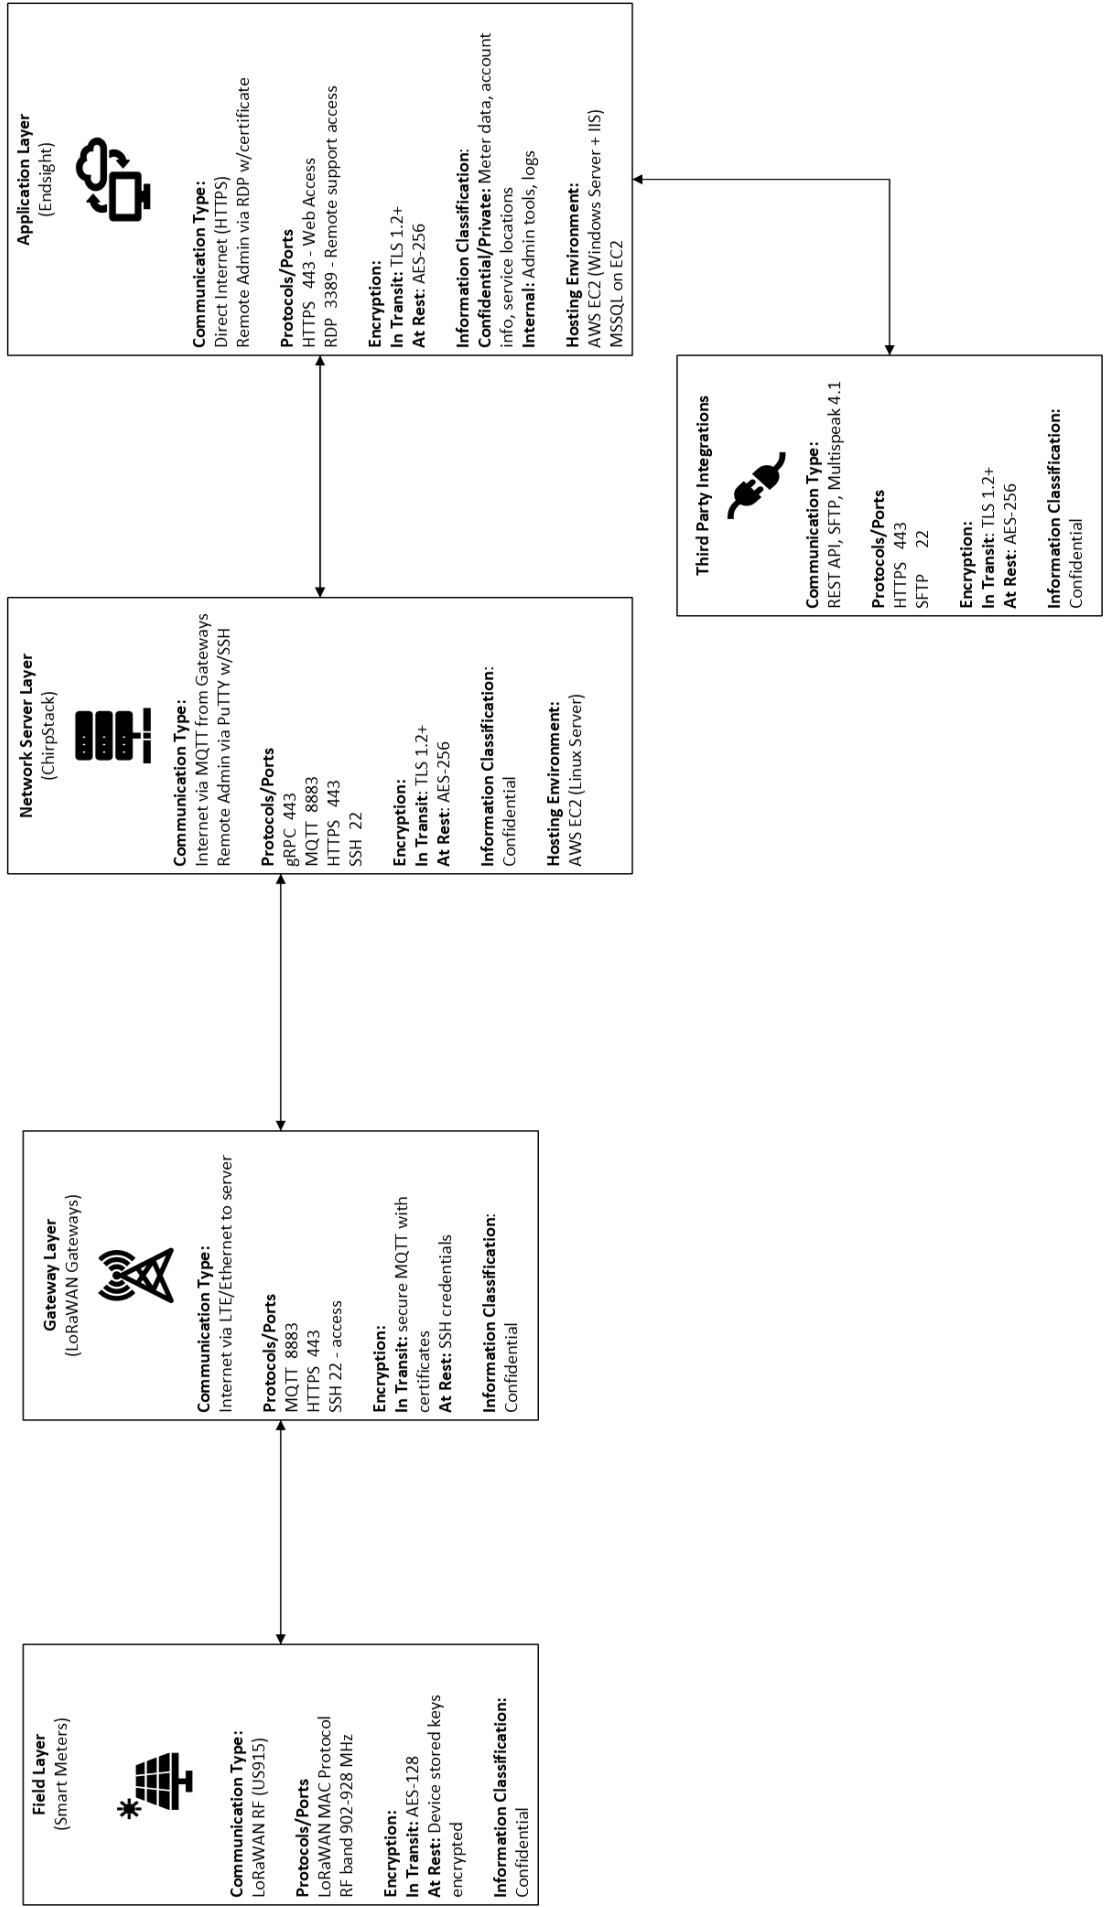 Field Layer
(Smart Meters)
Communication Type:
LoRaWAN RF (US915)
Protocols/Ports
LoRaWAN MAC Protocol
RF band 902-928 MHz
Encryption:
In Transit: AES-128
At Rest: Device stored keys
encrypted
Information Classification:
Confidential
Gateway Layer
(LoRaWAN Gateways)
Communication Type:
Internet via LTE/Ethernet to server
Protocols/Ports
MQTT 8883
HTTPS 443
SSH 22 - access
Encryption:
In Transit: secure MQTT with
certificates
At Rest: SSH credentials
Information Classification:
Confidential
Network Server Layer
(ChirpStack)
Communication Type:
Internet via MQTT from Gateways
Remote Admin via PuTTY w/SSH
Protocols/Ports
gRPC 443
MQTT 8883
HTTPS 443
SSH 22
Encryption:
In Transit: TLS 1.2+
At Rest: AES-256
Information Classification:
Confidential
Hosting Environment:
AWS EC2 (Linux Server)
Application Layer
(Endsight)
Communication Type:
Direct Internet (HTTPS)
Remote Admin via RDP w/certificate
Protocols/Ports
HTTPS 443 - Web Access
RDP 3389 - Remote support access
Encryption:
In Transit: TLS 1.2+
At Rest: AES-256
Information Classification:
Confidential/Private: Meter data, account
info, service locations
Internal: Admin tools, logs
Hosting Environment:
AWS EC2 (Windows Server + IIS)
MSSQL on EC2
Third Party Integrations
Communication Type:
REST API, SFTP, Multispeak 4.1
Protocols/Ports
HTTPS 443
SFTP 22
Encryption:
In Transit: TLS 1.2+
At Rest: AES-256
Information Classification:
Confidential